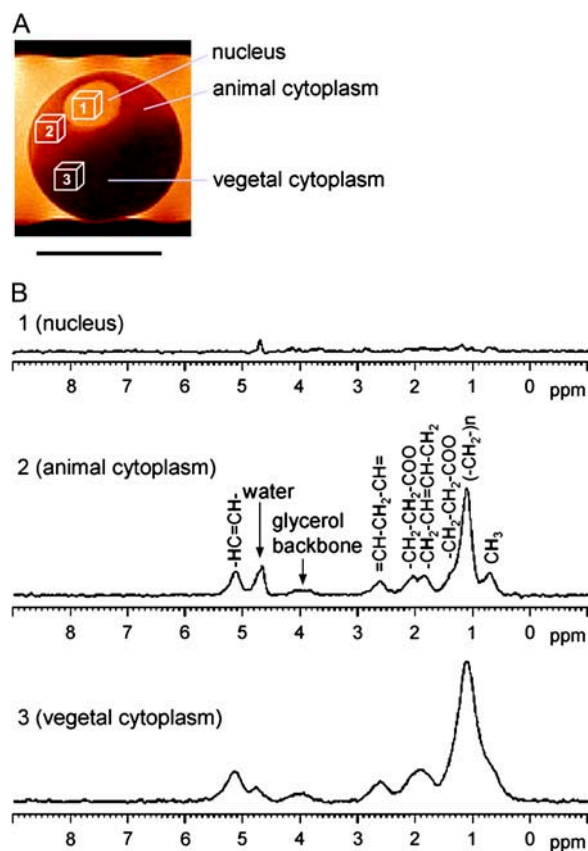 A
nucleus
animal cytoplasm
vegetal cytoplasm
1
2
3
B
1 (nucleus)
8 7 6 5 4 3 2 1 0 ppm
2 (animal cytoplasm)
-HC=CH-
water
glycerol
backbone
=CH-CH2-CH=
-CH2-CH2-COO
-CH2-CH=CH-CH2
-CH2-CH2-COO
(-CH2-)n
CH3
8 7 6 5 4 3 2 1 0 ppm
3 (vegetal cytoplasm)
8 7 6 5 4 3 2 1 0 ppm